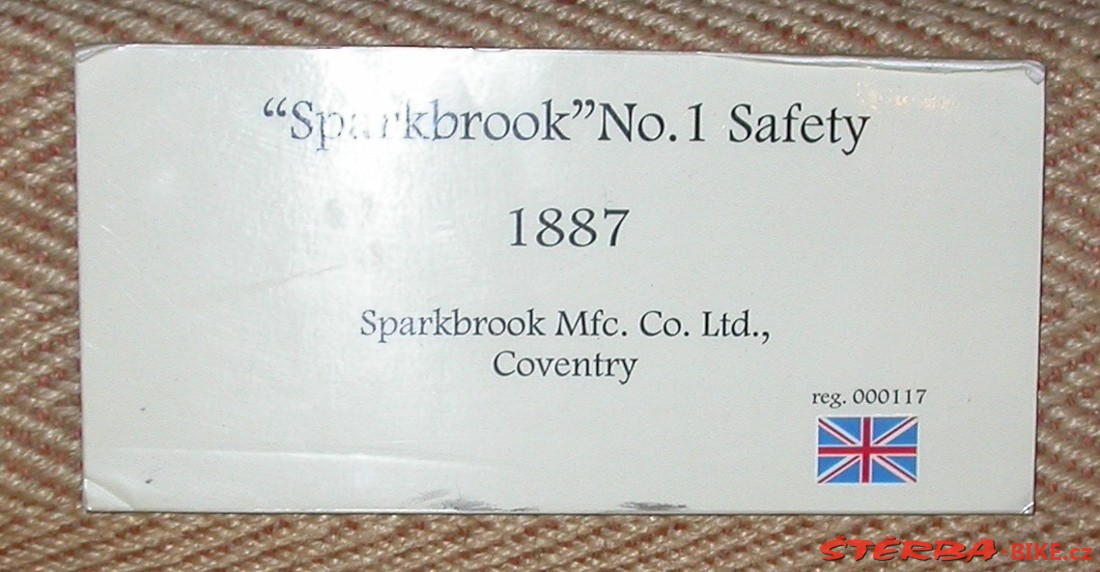 “Sparkbrook”No.1 Safety
1887
Sparkbrook Mfc. Co. Ltd.,
Coventry
reg. 000117
STERBA-BIKE.cz